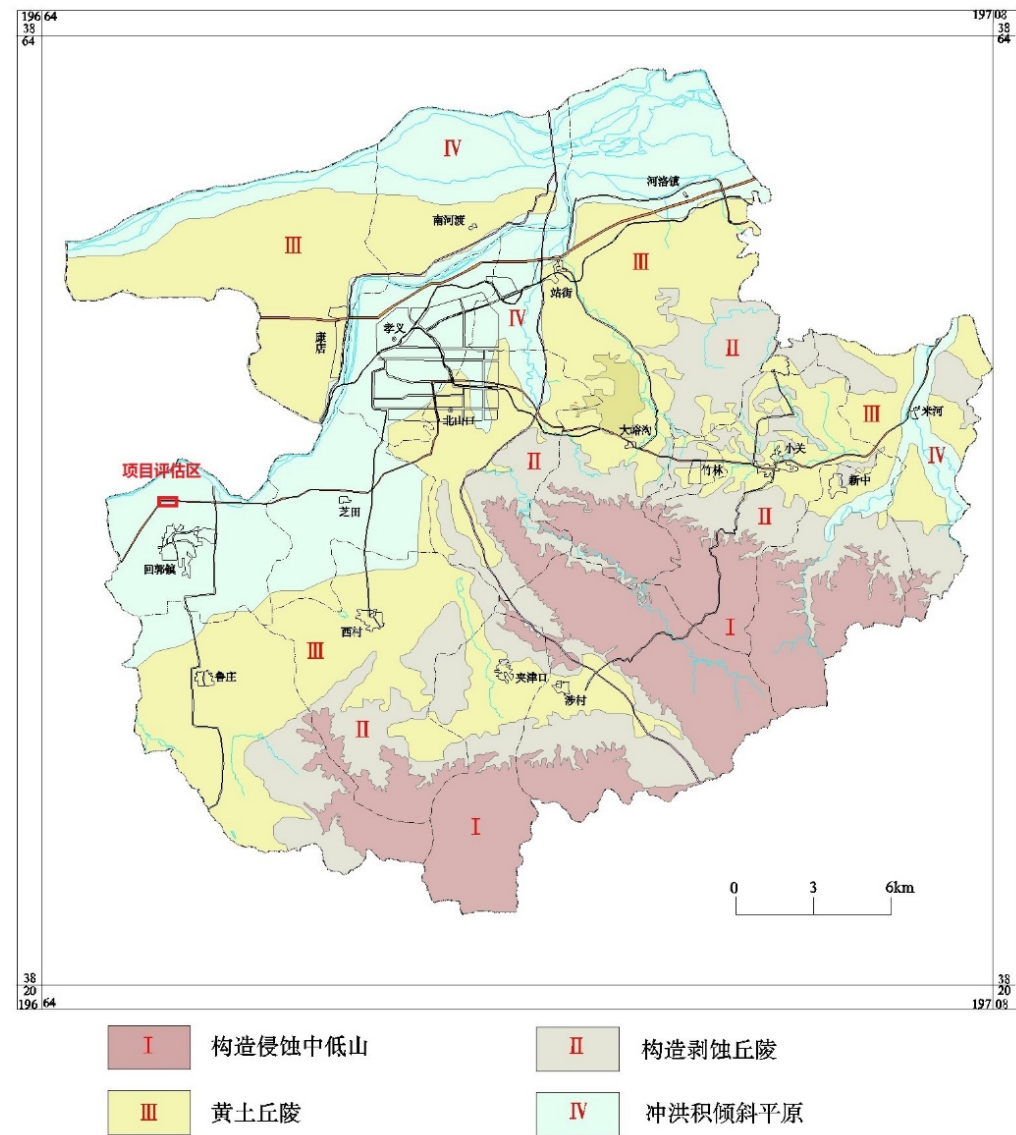 196 64
38
64
197 08
38
64
Ⅳ
河洛镇
南河渡
Ⅲ
Ⅲ
站街
康店
孝义
Ⅳ
Ⅱ
Ⅲ
米河
北山口
大峪沟
小关
竹林
新中
Ⅱ
Ⅳ
项目评估区
芝田
Ⅱ
回郭镇
西村
Ⅲ
Ⅰ
鲁庄
夹津口
涉村
Ⅱ
Ⅰ
0 3 6km
38
20
196 64
38
20
197 08
Ⅰ 构造侵蚀中低山
Ⅱ 构造剥蚀丘陵
Ⅲ 黄土丘陵
Ⅳ 冲洪积倾斜平原